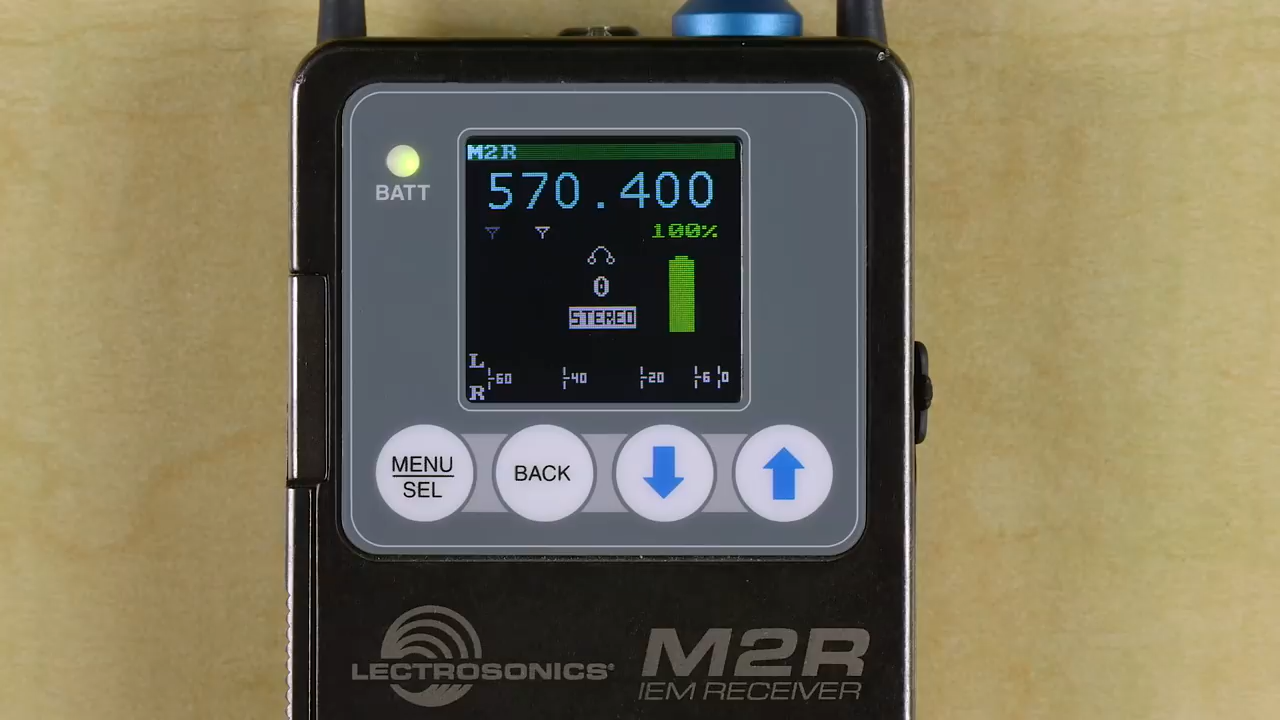 BATT
M2R
570.400
100%
0
STEREO
L
-60 -40 -20 -6 0
R
MENU
SEL
BACK
LECTROSONICS®
M2R
IEM RECEIVER